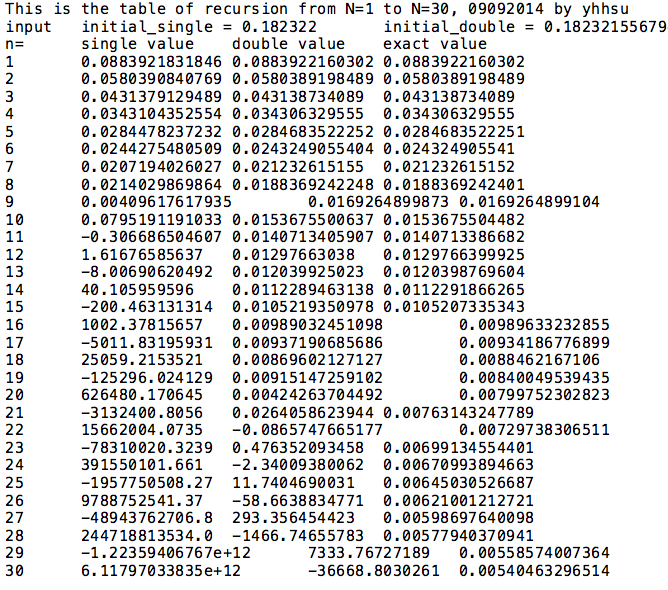 This is the table of recursion from N=1 to N=30, 09092014 by yhhsu
input initial_single = 0.182322 initial_double = 0.18232155679
n= single value double value exact value
1 0.0883921831846 0.0883922160302 0.0883922160302
2 0.0580390840769 0.0580389198489 0.0580389198489
3 0.0431379129489 0.043138734089 0.043138734089
4 0.0343104352554 0.034306329555 0.034306329555
5 0.0284478237232 0.0284683522252 0.0284683522251
6 0.0244275480509 0.0243249055404 0.024324905541
7 0.0207194026027 0.021232615155 0.021232615152
8 0.0214029869864 0.0188369242248 0.0188369242401
9 0.00409617617935 0.0169264899873 0.0169264899104
10 0.0795191191033 0.0153675500637 0.0153675504482
11 -0.306686504607 0.0140713405907 0.0140713386682
12 1.61676585637 0.01297663038 0.0129766399925
13 -8.00690620492 0.012039925023 0.0120398769604
14 40.105959596 0.0112289463138 0.0112291866265
15 -200.463131314 0.0105219350978 0.0105207335343
16 1002.37815657 0.00989032451098 0.00989633232855
17 -5011.83195931 0.00937190685686 0.00934186776899
18 25059.2153521 0.00869602127127 0.0088462167106
19 -125296.024129 0.00915147259102 0.00840049539435
20 626480.170645 0.00424263704492 0.00799752302823
21 -3132400.8056 0.0264058623944 0.00763143247789
22 15662004.0735 -0.0865747665177 0.00729738306511
23 -78310020.3239 0.476352093458 0.00699134554401
24 391550101.661 -2.34009380062 0.00670993894663
25 -1957750508.27 11.7404690031 0.00645030526687
26 9788752541.37 -58.6638834771 0.00621001212721
27 -48943762706.8 293.356454423 0.00598697640098
28 244718813534.0 -1466.74655783 0.00577940370941
29 -1.22359406767e+12 7333.76727189 0.00558574007364
30 6.11797033835e+12 -36668.8030261 0.00540463296514